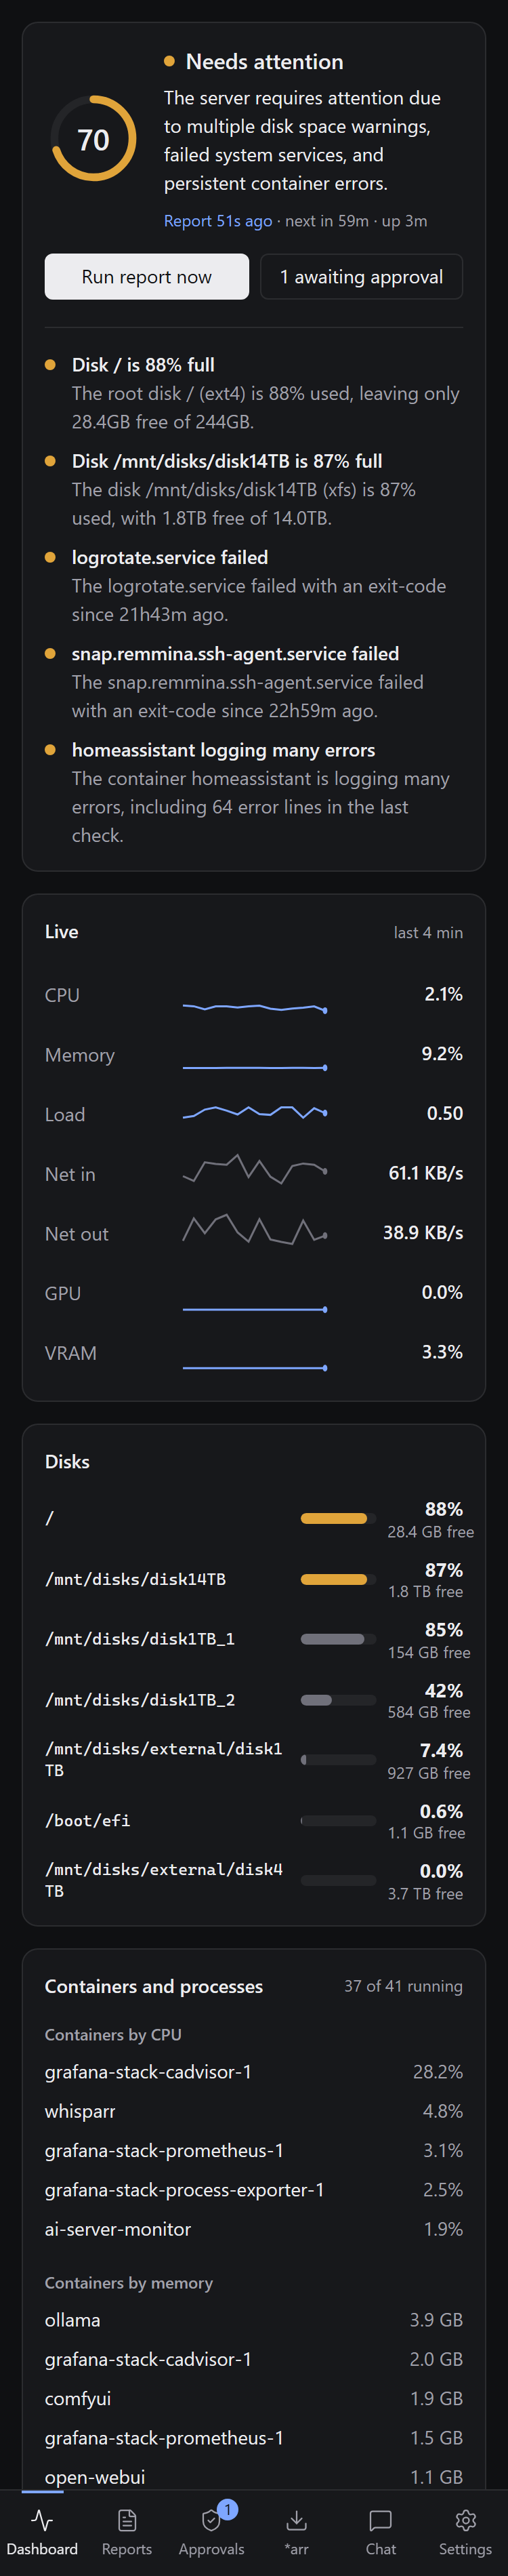 Needs attention
70
The server requires attention due
to multiple disk space warnings,
failed system services, and
persistent container errors.
Report 51s ago · next in 59m · up 3m
Run report now
1 awaiting approval
Disk / is 88% full
The root disk / (ext4) is 88% used, leaving only
28.4GB free of 244GB.
Disk /mnt/disks/disk14TB is 87% full
The disk /mnt/disks/disk14TB (xfs) is 87%
used, with 1.8TB free of 14.0TB.
logrotate.service failed
The logrotate.service failed with an exit-code
since 21h43m ago.
snap.remmina.ssh-agent.service failed
The snap.remmina.ssh-agent.service failed
with an exit-code since 22h59m ago.
homeassistant logging many errors
The container homeassistant is logging many
errors, including 64 error lines in the last
check.
Live
last 4 min
CPU
2.1%
Memory
9.2%
Load
0.50
Net in
61.1 KB/s
Net out
38.9 KB/s
GPU
0.0%
VRAM
3.3%
Disks
/
88%
28.4 GB free
/mnt/disks/disk14TB
87%
1.8 TB free
/mnt/disks/disk1TB_1
85%
154 GB free
/mnt/disks/disk1TB_2
42%
584 GB free
/mnt/disks/external/disk1
TB
7.4%
927 GB free
/boot/efi
0.6%
1.1 GB free
/mnt/disks/external/disk4
TB
0.0%
3.7 TB free
Containers and processes
37 of 41 running
Containers by CPU
grafana-stack-cadvisor-1
28.2%
whisparr
4.8%
grafana-stack-prometheus-1
3.1%
grafana-stack-process-exporter-1
2.5%
ai-server-monitor
1.9%
Containers by memory
ollama
3.9 GB
grafana-stack-cadvisor-1
2.0 GB
comfyui
1.9 GB
grafana-stack-prometheus-1
1.5 GB
open-webui
1.1 GB
1
Dashboard
Reports
Approvals
*arr
Chat
Settings